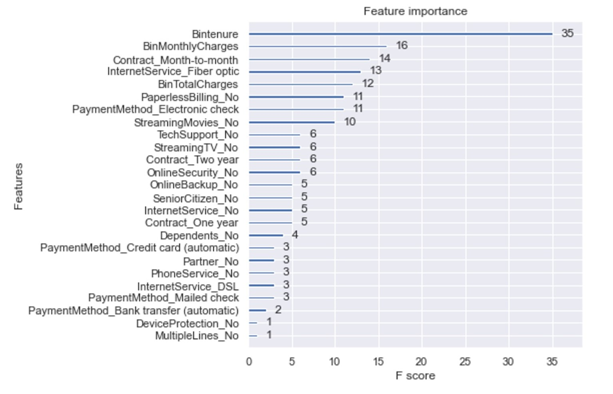 Feature importance
Features
Bintenure 35
BinMonthlyCharges 16
Contract_Month-to-month 14
InternetService_Fiber optic 13
BinTotalCharges 12
PaperlessBilling_No 11
PaymentMethod_Electronic check 11
StreamingMovies_No 10
TechSupport_No 6
StreamingTV_No 6
Contract_Two year 6
OnlineSecurity_No 6
OnlineBackup_No 5
SeniorCitizen_No 5
InternetService_No 5
Contract_One year 5
Dependents_No 4
PaymentMethod_Credit card (automatic) 3
Partner_No 3
PhoneService_No 3
InternetService_DSL 3
PaymentMethod_Mailed check 3
PaymentMethod_Bank transfer (automatic) 2
DeviceProtection_No 1
MultipleLines_No 1
0 5 10 15 20 25 30 35
F score